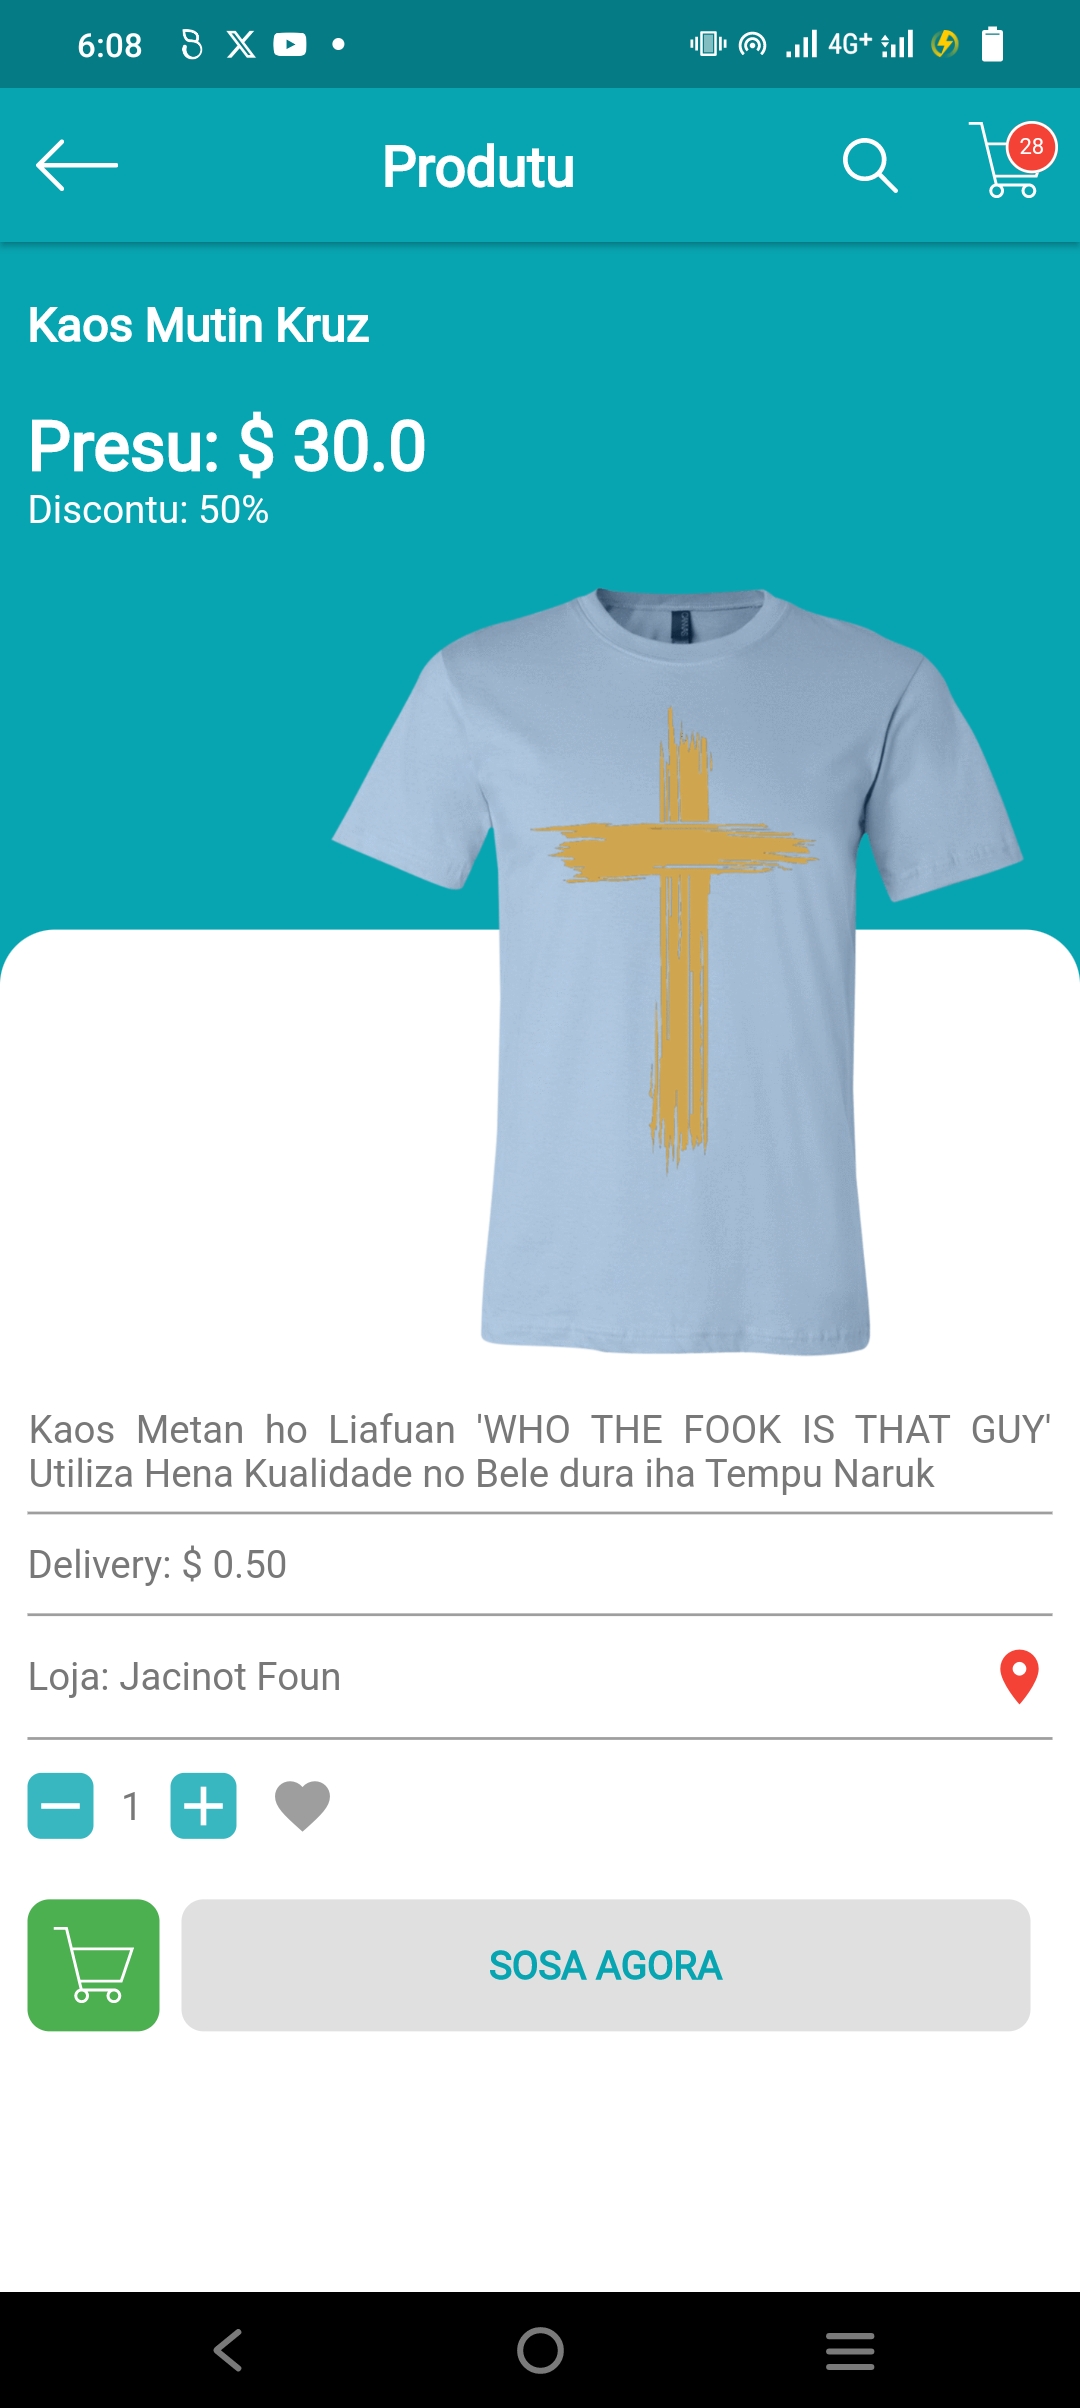 6:08
4G+
Produtu
28
Kaos Mutin Kruz
Presu: $ 30.0
Discontu: 50%
Kaos Metan ho Liafuan 'WHO THE FOOK IS THAT GUY'
Utiliza Hena Kualidade no Bele dura iha Tempu Naruk
Delivery: $ 0.50
Loja: Jacinot Foun
1
SOSA AGORA